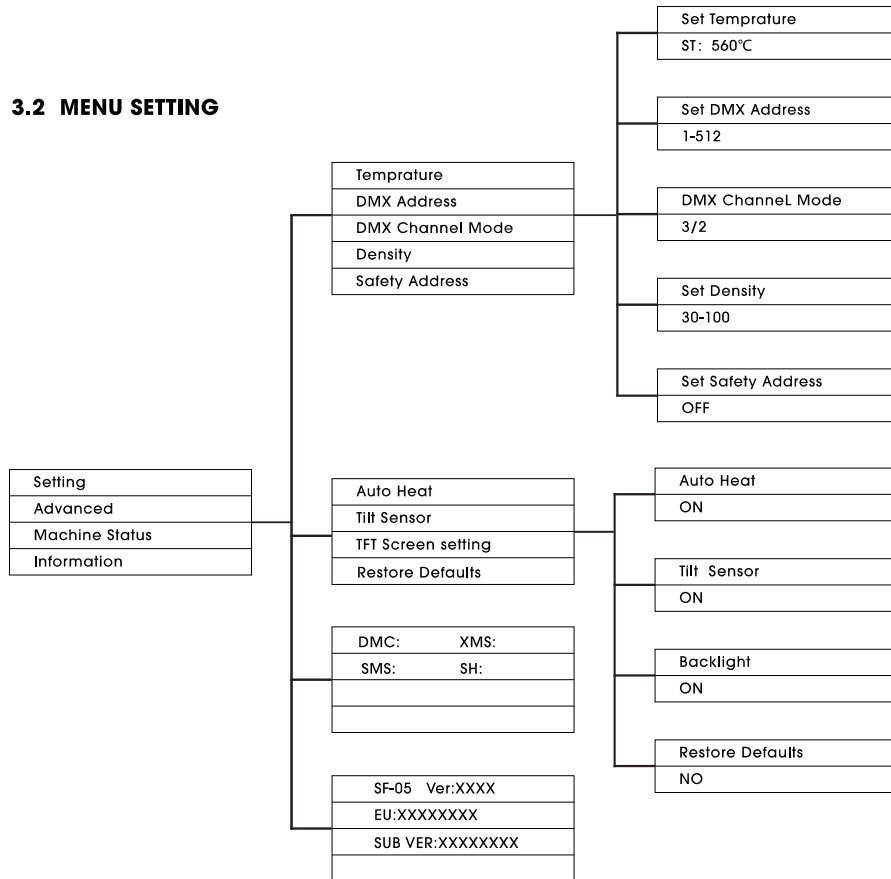 3.2 MENU SETTING
Setting
Advanced
Machine Status
Information
Temprature
DMX Address
DMX Channel Mode
Density
Safety Address
Set Temprature
ST: 560℃
Set DMX Address
1-512
DMX ChanneL Mode
3/2
Set Density
30-100
Set Safety Address
OFF
Auto Heat
Tilt Sensor
TFT Screen setting
Restore Defaults
Auto Heat
ON
Tilt Sensor
ON
Backlight
ON
Restore Defaults
NO
DMC: XMS:
SMS: SH:
SF-05 Ver:XXXX
EU:XXXXXXXX
SUB VER:XXXXXXXX